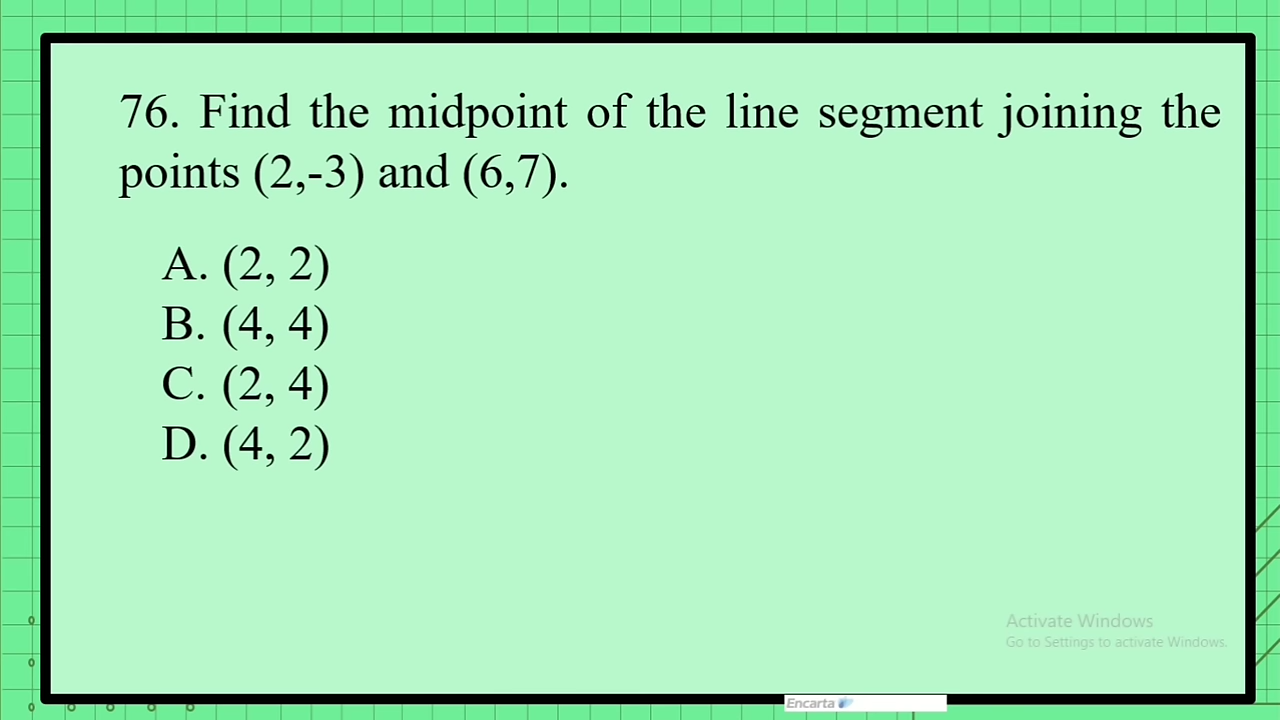 76. Find the midpoint of the line segment joining the
points (2,-3) and (6,7).
A. (2, 2)
B. (4, 4)
C. (2, 4)
D. (4, 2)
Activate Windows
Go to Settings to activate Windows.
Encarta